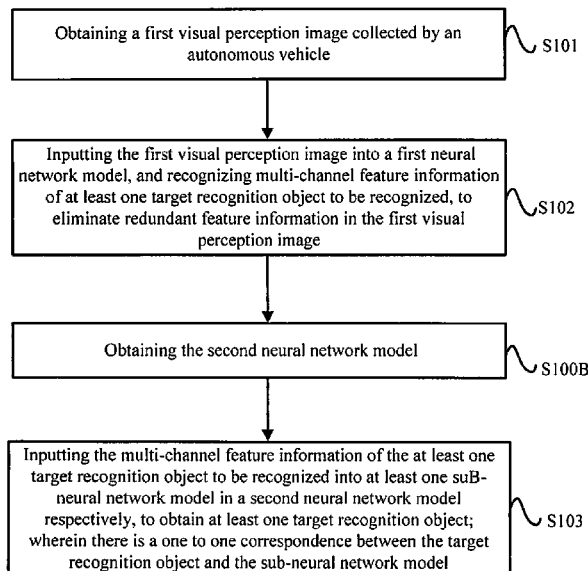 Obtaining a first visual perception image collected by an
autonomous vehicle
S101
Inputting the first visual perception image into a first neural
network model, and recognizing multi-channel feature information
of at least one target recognition object to be recognized, to
eliminate redundant feature information in the first visual
perception image
S102
Obtaining the second neural network model
S100B
Inputting the multi-channel feature information of the at least one
target recognition object to be recognized into at least one suB-
neural network model in a second neural network model
respectively, to obtain at least one target recognition object;
wherein there is a one to one correspondence between the target
recognition object and the sub-neural network model
S103